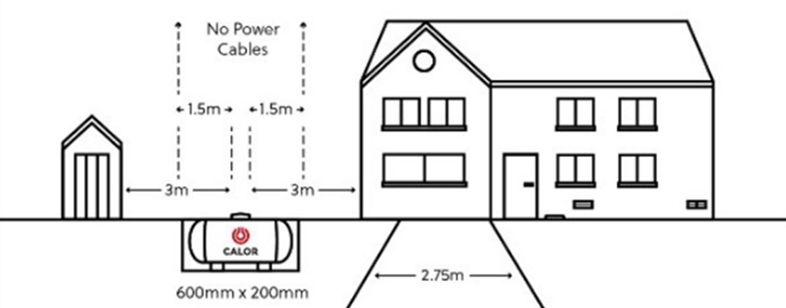 No Power
Cables
1.5m
1.5m
3m
3m
CALOR
2.75m
600mm x 200mm